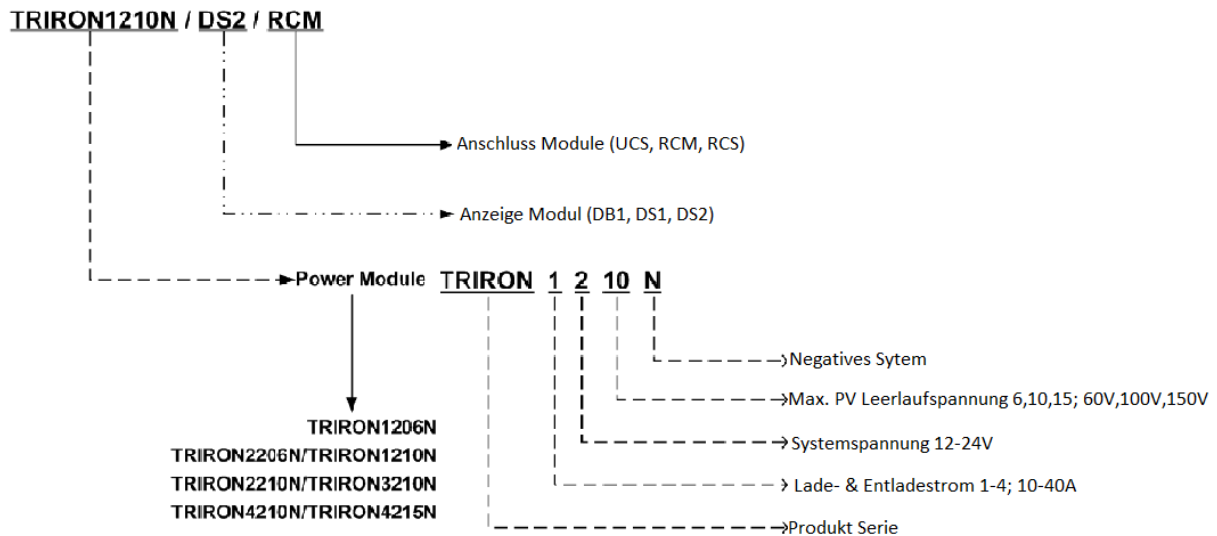 TRIRON1210N / DS2 / RCM
Anschluss Module (UCS, RCM, RCS)
Anzeige Modul (DB1, DS1, DS2)
Power Module TRIRON 1 2 10 N
Negatives Sytem
Max. PV Leerlaufspannung 6,10,15; 60V,100V,150V
TRIRON1206N
Systemspannung 12-24V
TRIRON2206N/TRIRON1210N
TRIRON2210N/TRIRON3210N
Lade- & Entladestrom 1-4; 10-40A
TRIRON4210N/TRIRON4215N
Produkt Serie